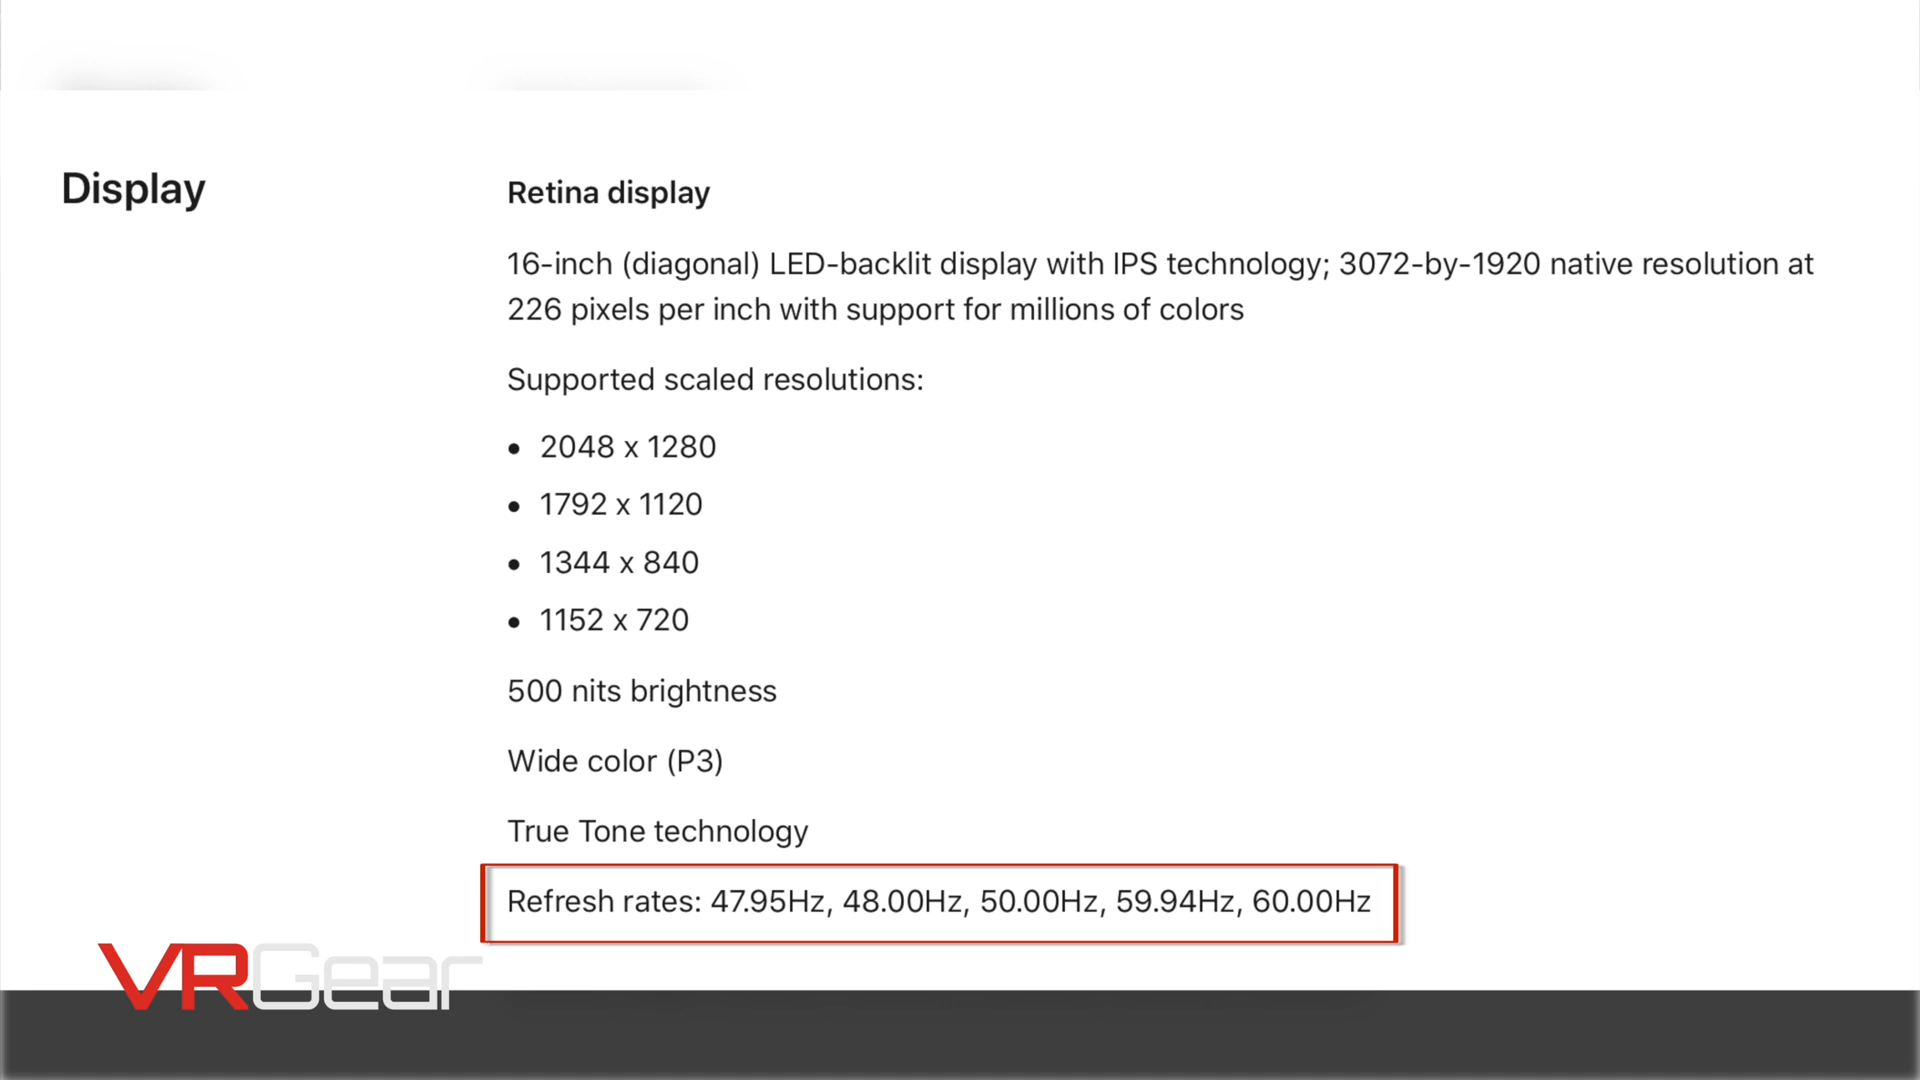 Display
Retina display
16-inch (diagonal) LED-backlit display with IPS technology; 3072-by-1920 native resolution at
226 pixels per inch with support for millions of colors
Supported scaled resolutions:
• 2048 x 1280
• 1792 x 1120
• 1344 x 840
• 1152 x 720
500 nits brightness
Wide color (P3)
True Tone technology
Refresh rates: 47.95Hz, 48.00Hz, 50.00Hz, 59.94Hz, 60.00Hz
VRGear